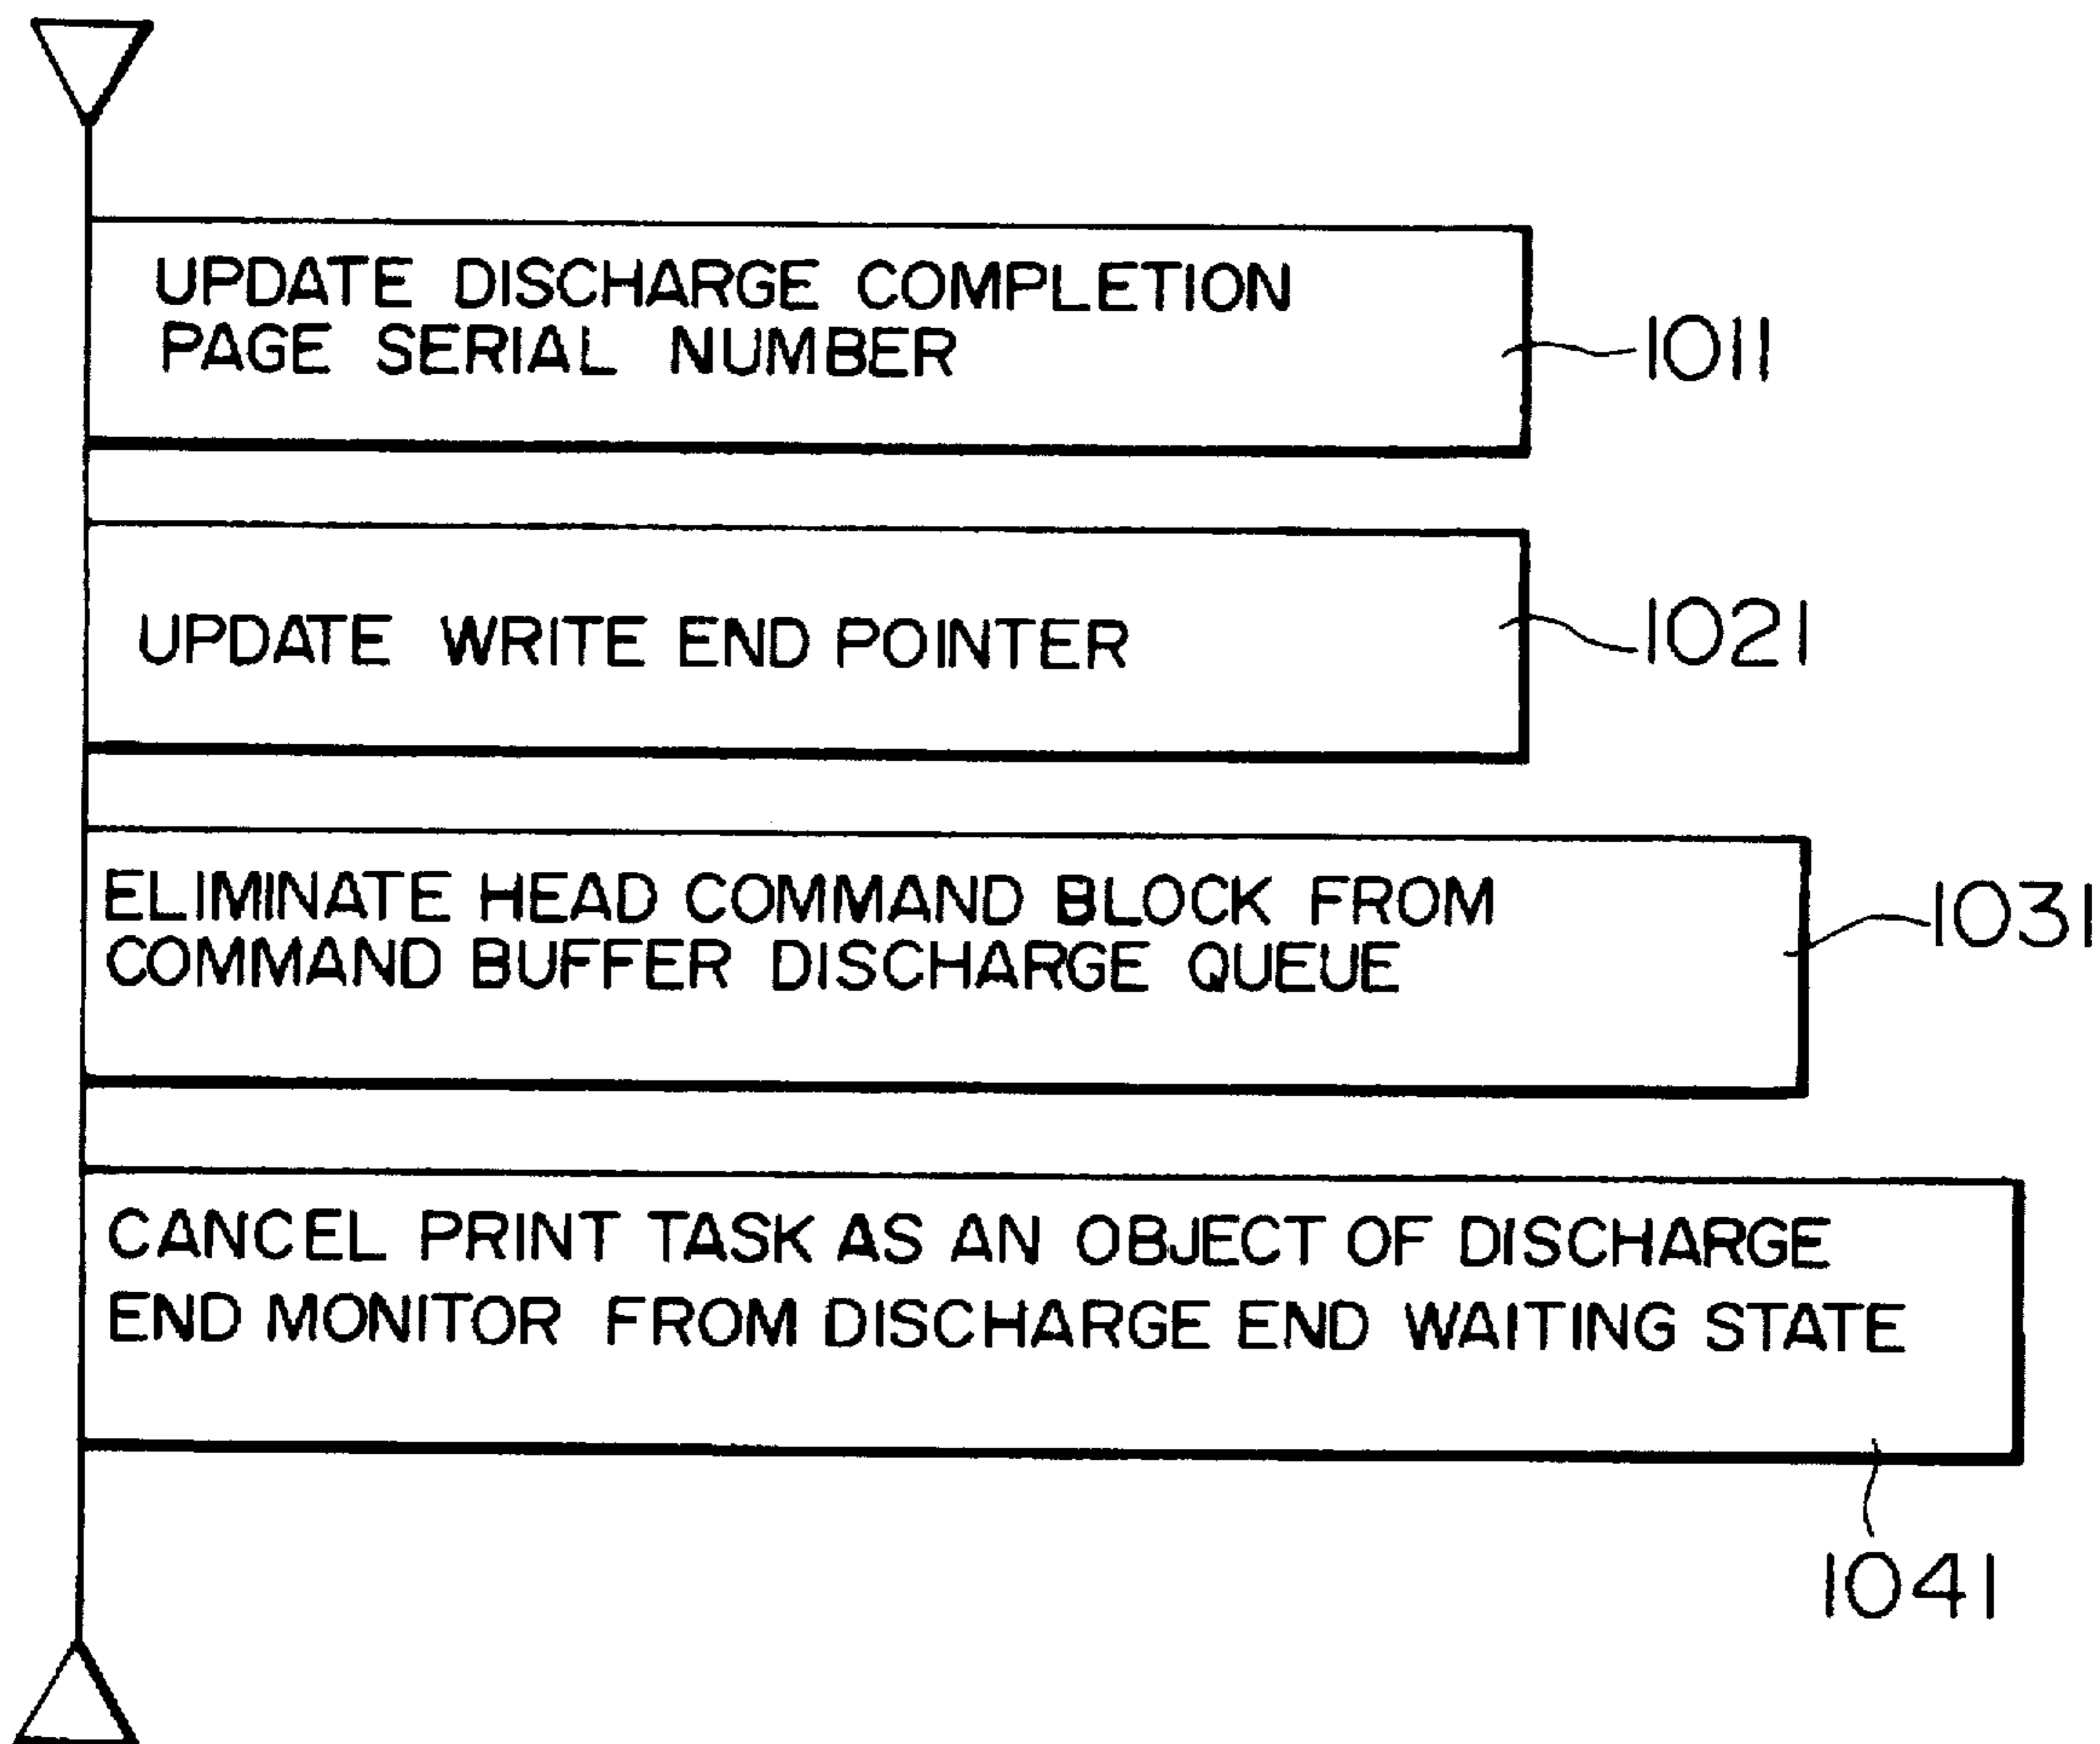 UPDATE DISCHARGE COMPLETION
PAGE SERIAL NUMBER
1011
UPDATE WRITE END POINTER
1021
ELIMINATE HEAD COMMAND BLOCK FROM
COMMAND BUFFER DISCHARGE QUEUE
1031
CANCEL PRINT TASK AS AN OBJECT OF DISCHARGE
END MONITOR FROM DISCHARGE END WAITING STATE
1041